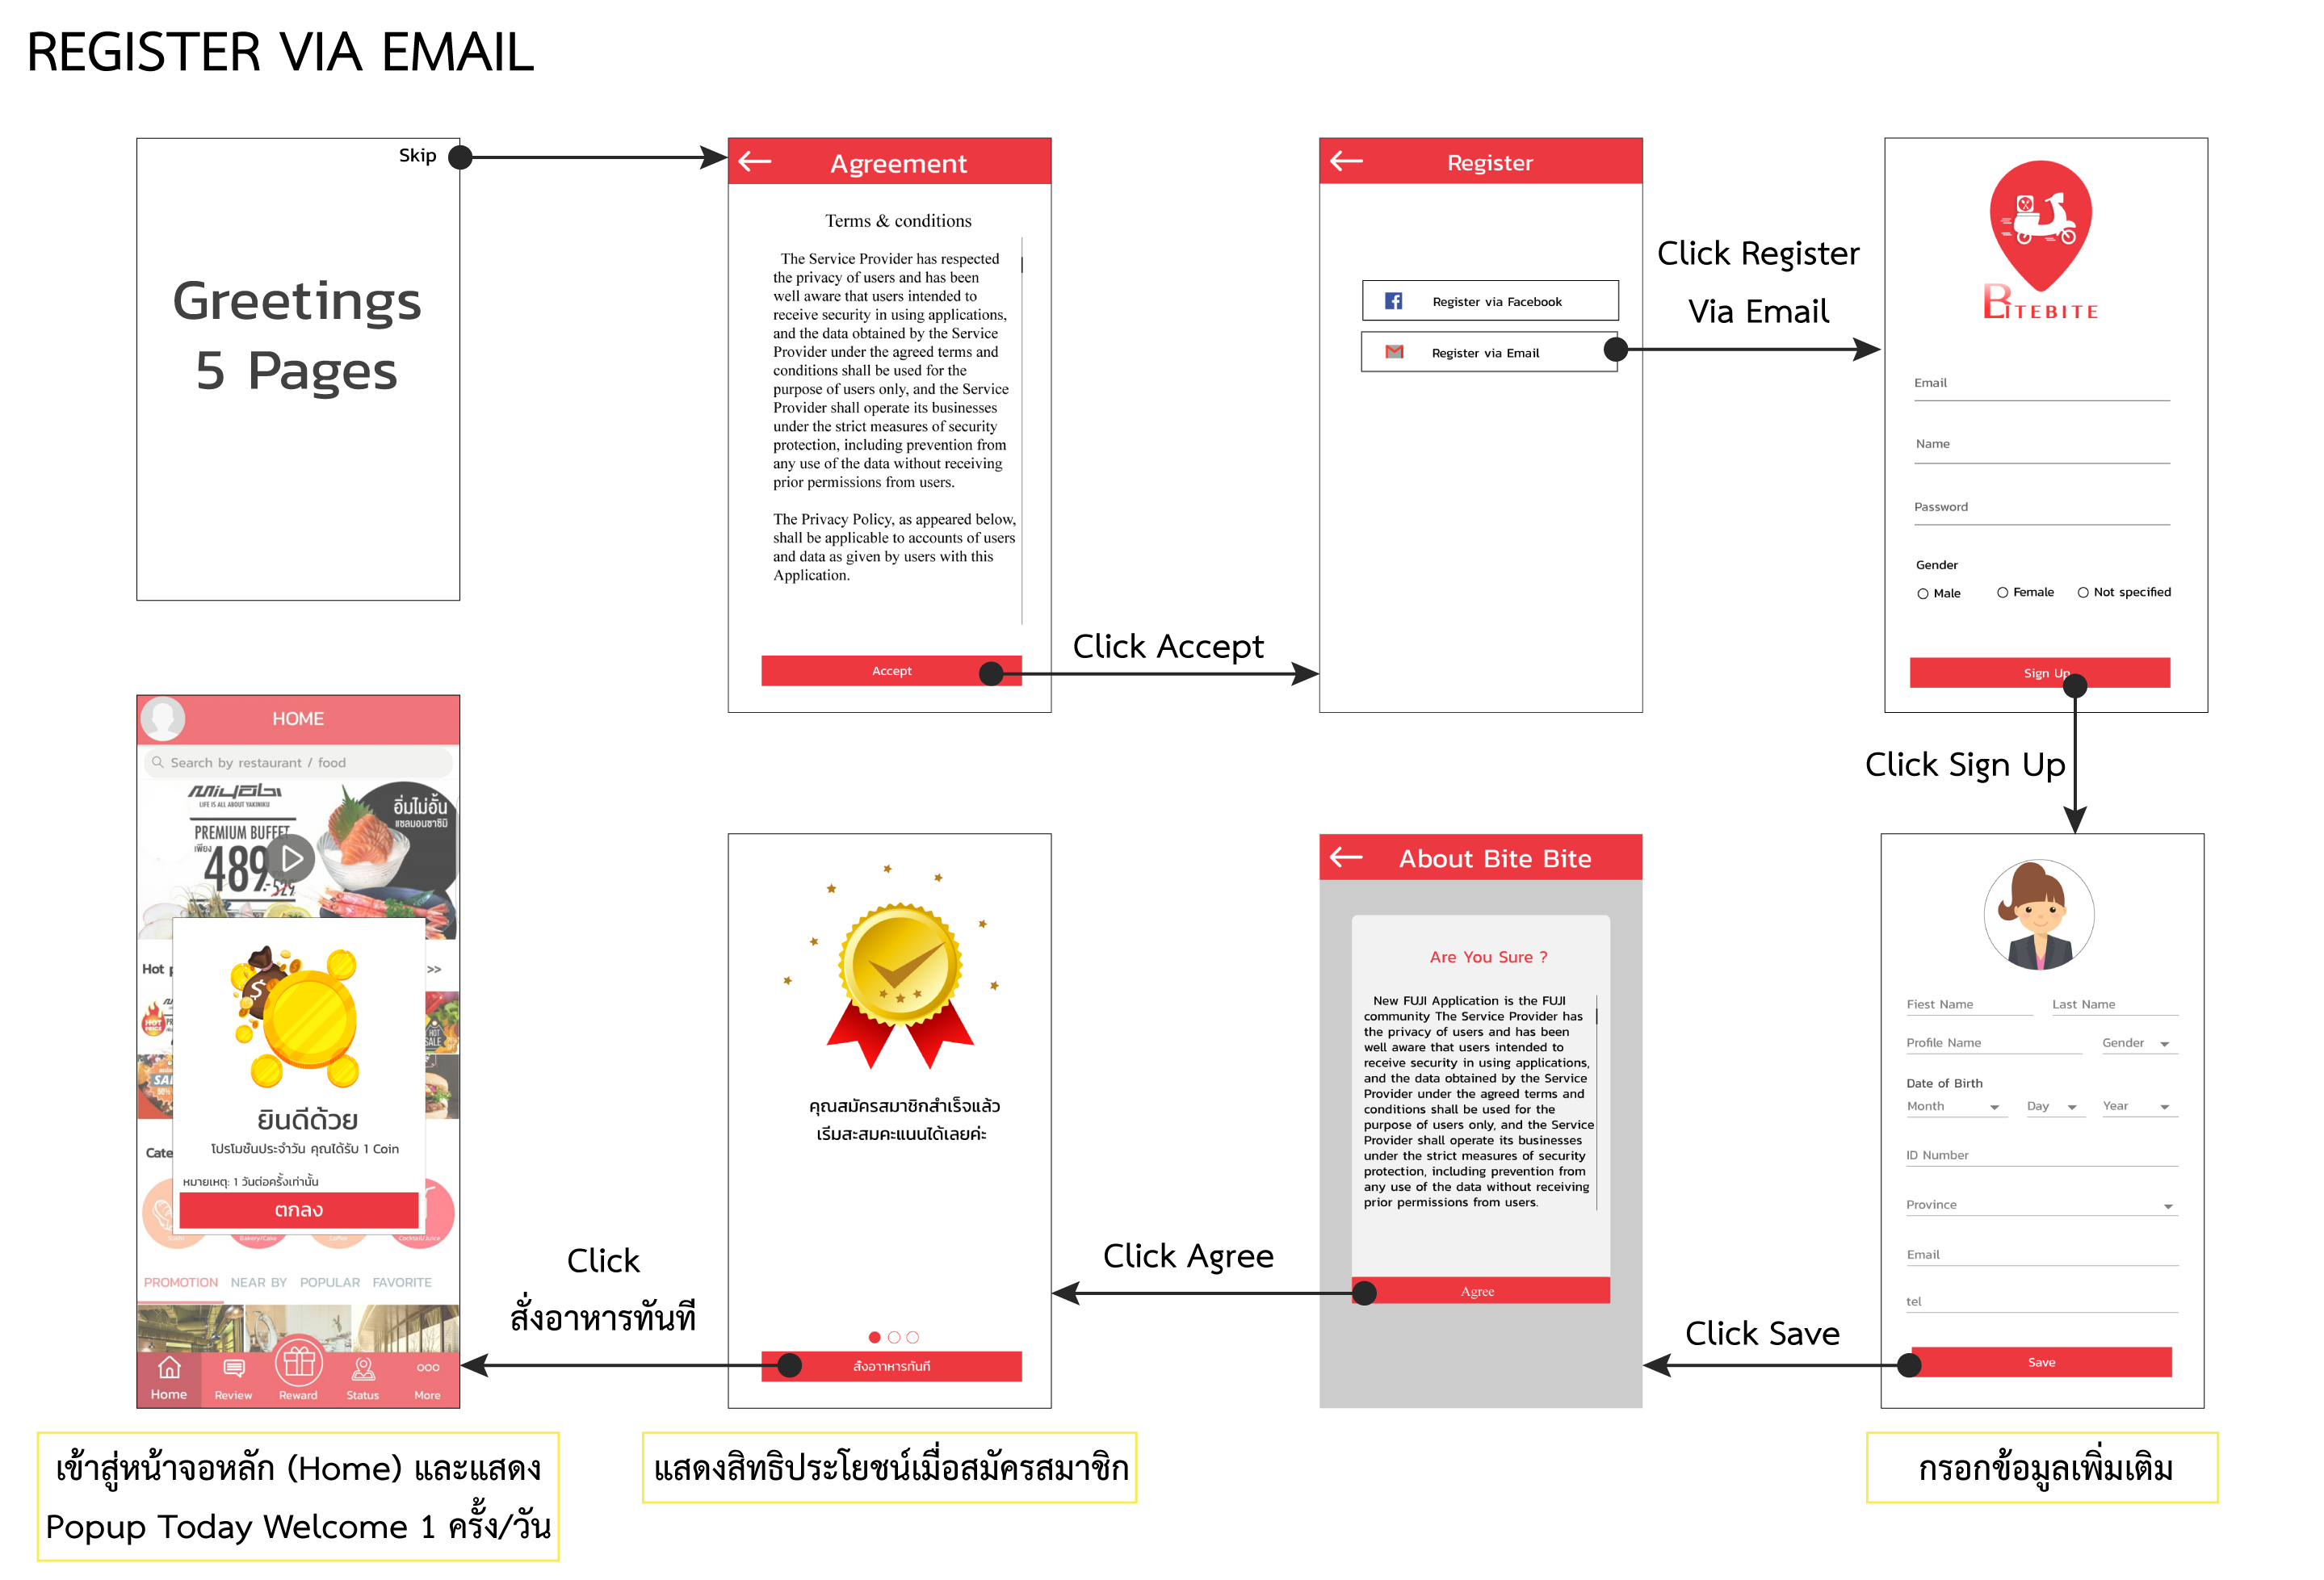 REGISTER VIA EMAIL
Skip
Greetings
5 Pages
Agreement
Terms & conditions
The Service Provider has respected
the privacy of users and has been
well aware that users intended to
receive security in using applications,
and the data obtained by the Service
Provider under the agreed terms and
conditions shall be used for the
purpose of users only, and the Service
Provider shall operate its businesses
under the strict measures of security
protection, including prevention from
any use of the data without receiving
prior permissions from users.
The Privacy Policy, as appeared below,
shall be applicable to accounts of users
and data as given by users with this
Application.
Accept
Click Accept
Register
Register via Facebook
Register via Email
Click Register
Via Email
BITEBITE
Email
Name
Password
Gender
Male Female Not specified
Sign Up
Click Sign Up
Fiest Name Last Name
Profile Name Gender
Date of Birth
Month Day Year
ID Number
Province
Email
tel
Save
Click Save
กรอกข้อมูลเพิ่มเติม
About Bite Bite
Are You Sure ?
New FUJI Application is the FUJI
community The Service Provider has
the privacy of users and has been
well aware that users intended to
receive security in using applications,
and the data obtained by the Service
Provider under the agreed terms and
conditions shall be used for the
purpose of users only, and the Service
Provider shall operate its businesses
under the strict measures of security
protection, including prevention from
any use of the data without receiving
prior permissions from users.
Agree
Click Agree
คุณสมัครสมาชิกสำเร็จแล้ว
เริ่มสะสมคะแนนได้เลยค่ะ
สั่งอาาหารทันที
แสดงสิทธิประโยชน์เมื่อสมัครสมาชิก
Click
สั่งอาหารทันที
HOME
Search by restaurant / food
Miyabi
LIFE IS ALL ABOUT YAKINIKU
PREMIUM BUFFET
เพียง
489.-
529
อิ่มไม่อั้น
แซลมอนซาชิมิ
Hot >>
HOT
HOT
SALE
Cate
ยินดีด้วย
โปรโมชั่นประจำวัน คุณได้รับ 1 Coin
หมายเหตุ: 1 วันต่อครั้งเท่านั้น
ตกลง
Bakery/Cake Coffee Cocktail/Juice
PROMOTION NEAR BY POPULAR FAVORITE
Home Review Reward Status More
เข้าสู่หน้าจอหลัก (Home) และแสดง
Popup Today Welcome 1 ครั้ง/วัน